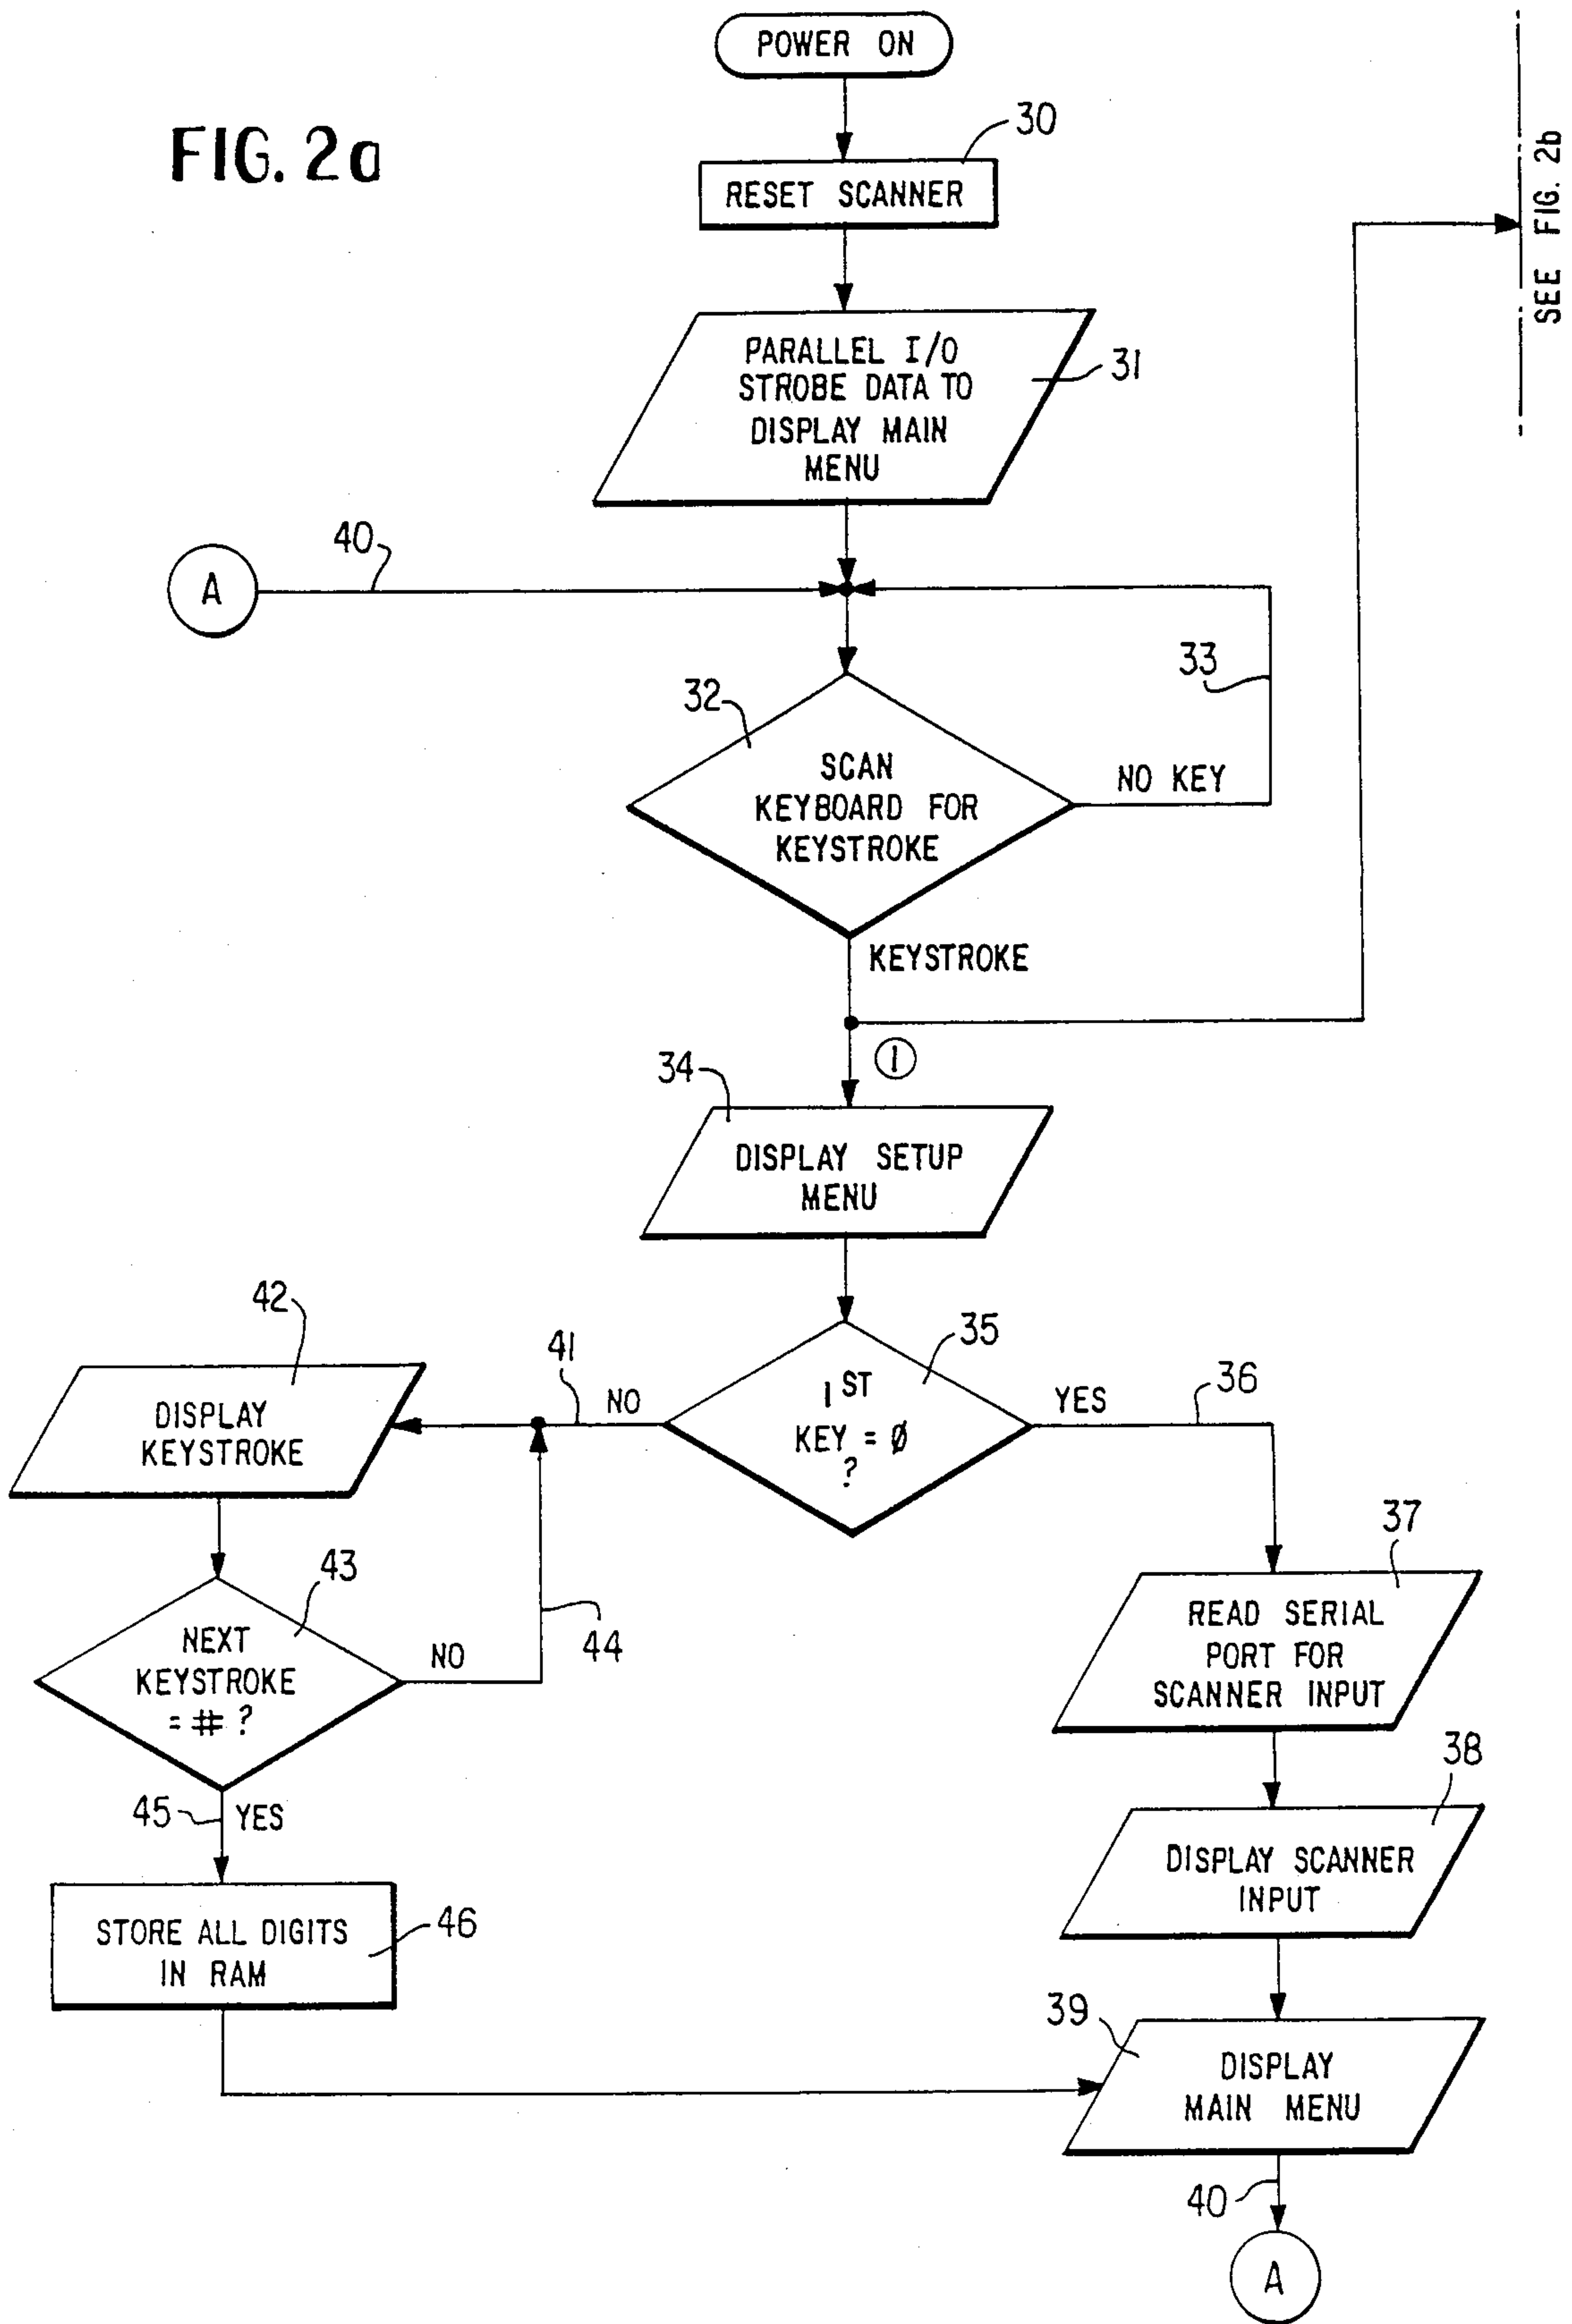 POWER ON
FIG. 2a
30
RESET SCANNER
SEE FIG. 2b
PARALLEL I/O
STROBE DATA TO
DISPLAY MAIN
MENU
31
40
A
33
32
SCAN
KEYBOARD FOR
KEYSTROKE
NO KEY
KEYSTROKE
1
34
DISPLAY SETUP
MENU
42
41
35
36
DISPLAY
KEYSTROKE
NO
1ST
KEY = Ø
?
YES
37
43
NEXT
KEYSTROKE
= # ?
NO
44
READ SERIAL
PORT FOR
SCANNER INPUT
38
45
YES
DISPLAY SCANNER
INPUT
STORE ALL DIGITS
IN RAM
46
39
DISPLAY
MAIN MENU
40
A